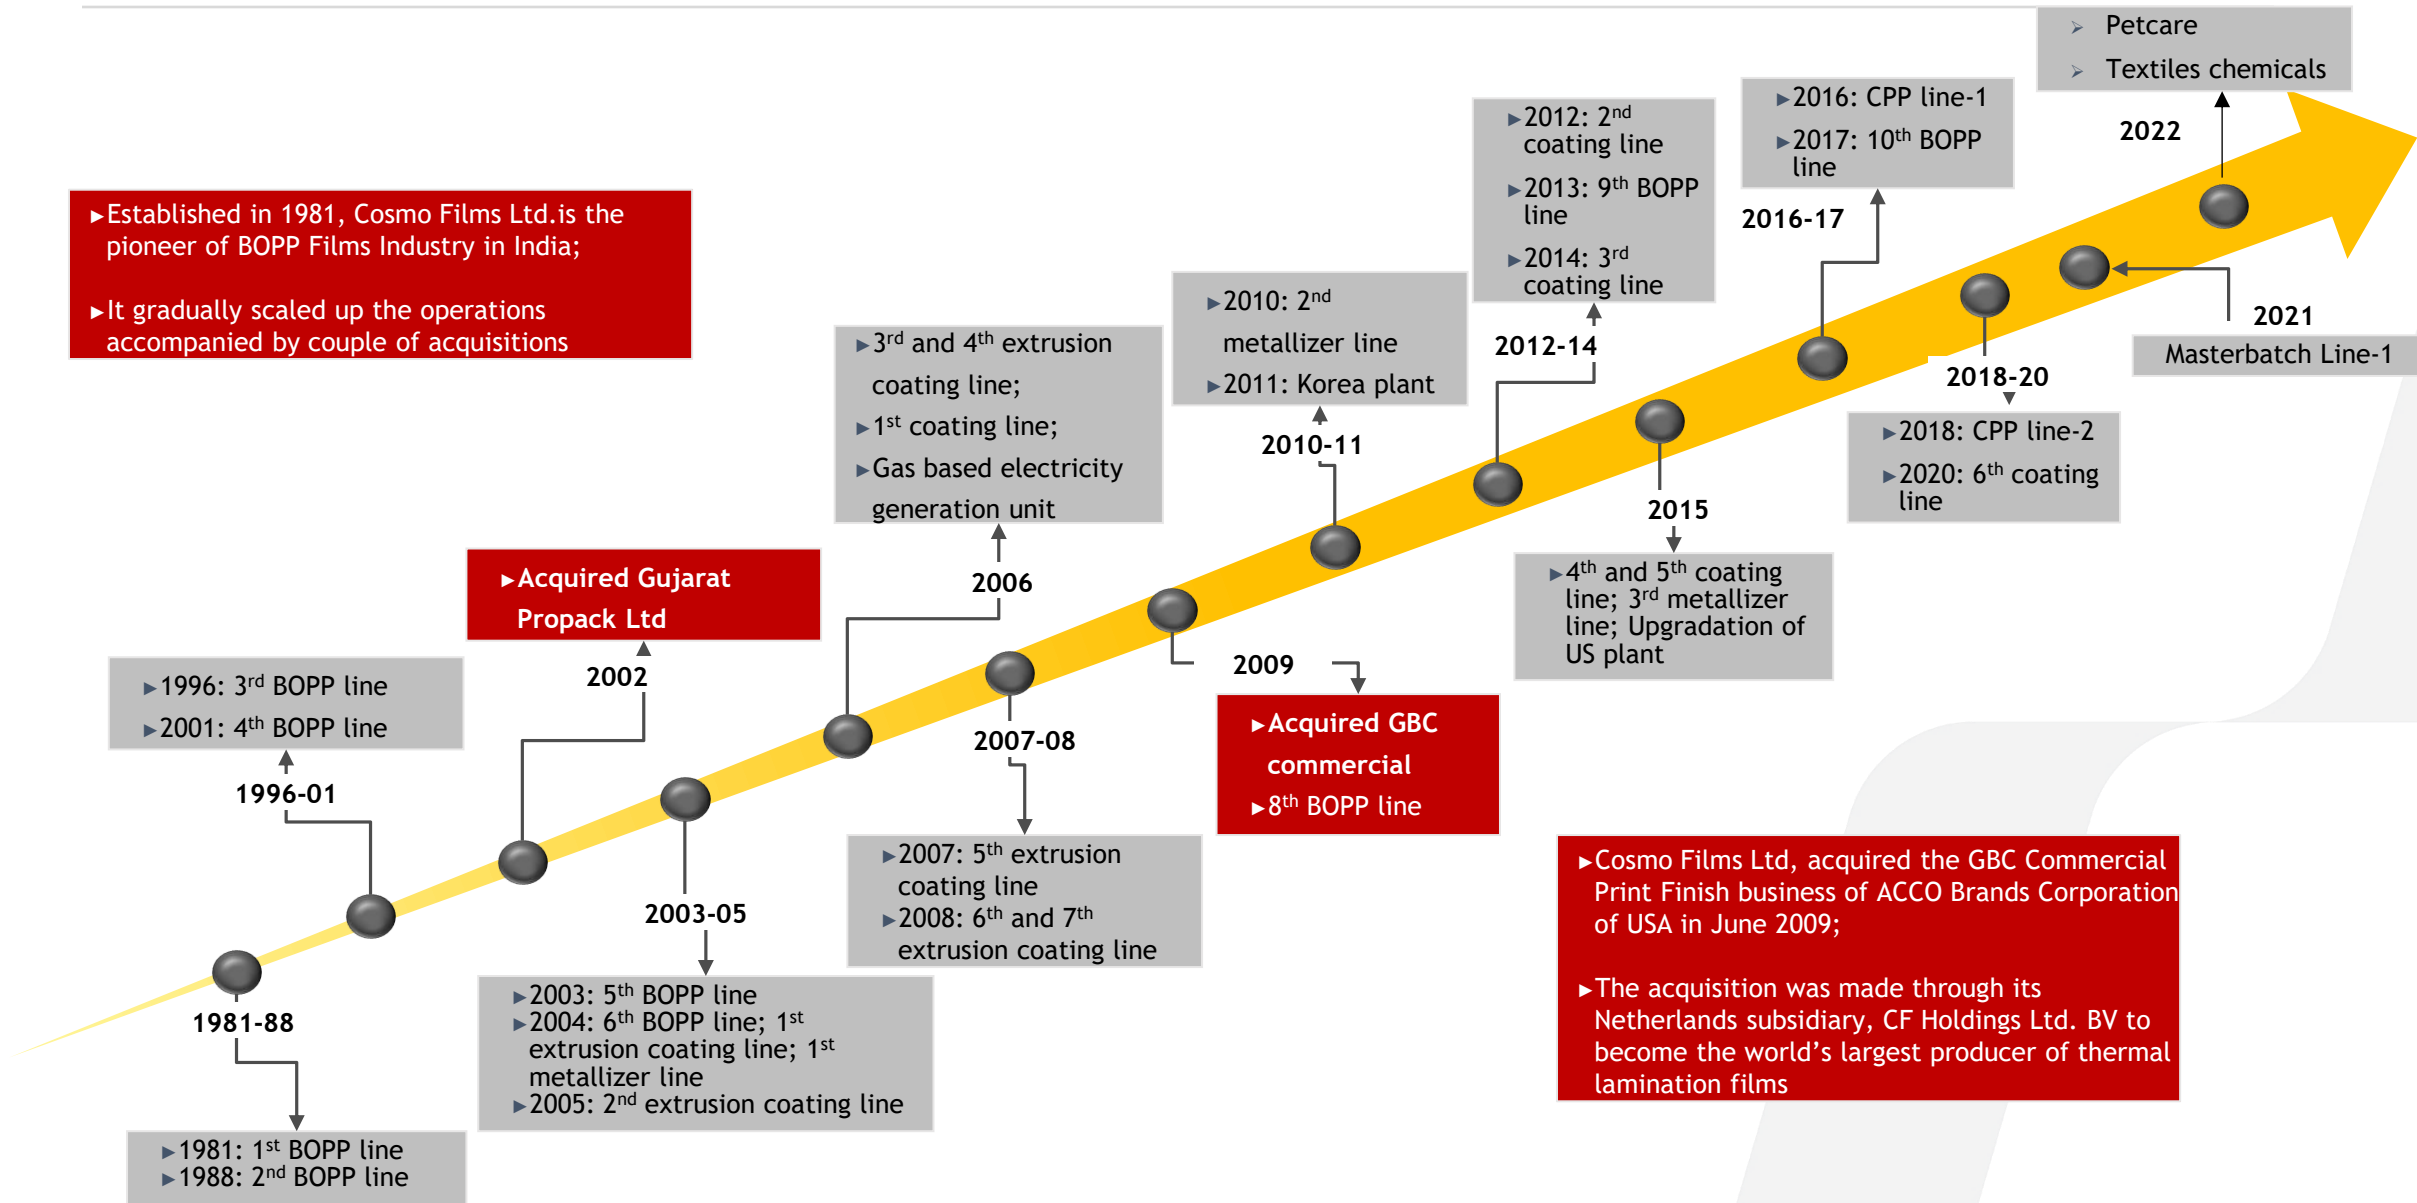 ►Established in 1981, Cosmo Films Ltd.is the
pioneer of BOPP Films Industry in India;
►It gradually scaled up the operations
accompanied by couple of acquisitions
1981-88
►1981: 1st BOPP line
►1988: 2nd BOPP line
►1996: 3rd BOPP line
►2001: 4th BOPP line
1996-01
►Acquired Gujarat
Propack Ltd
2002
2003-05
►2003: 5th BOPP line
►2004: 6th BOPP line; 1st
extrusion coating line; 1st
metallizer line
►2005: 2nd extrusion coating line
►3rd and 4th extrusion
coating line;
►1st coating line;
►Gas based electricity
generation unit
2006
2007-08
►2007: 5th extrusion
coating line
►2008: 6th and 7th
extrusion coating line
2009
►Acquired GBC
commercial
►8th BOPP line
►2010: 2nd
metallizer line
►2011: Korea plant
2010-11
►2012: 2nd
coating line
►2013: 9th BOPP
line
►2014: 3rd
coating line
2012-14
2015
►4th and 5th coating
line; 3rd metallizer
line; Upgradation of
US plant
►2016: CPP line-1
►2017: 10th BOPP
line
2016-17
2018-20
►2018: CPP line-2
►2020: 6th coating
line
2021
Masterbatch Line-1
➢ Petcare
➢ Textiles chemicals
2022
►Cosmo Films Ltd, acquired the GBC Commercial
Print Finish business of ACCO Brands Corporation
of USA in June 2009;
►The acquisition was made through its
Netherlands subsidiary, CF Holdings Ltd. BV to
become the world’s largest producer of thermal
lamination films